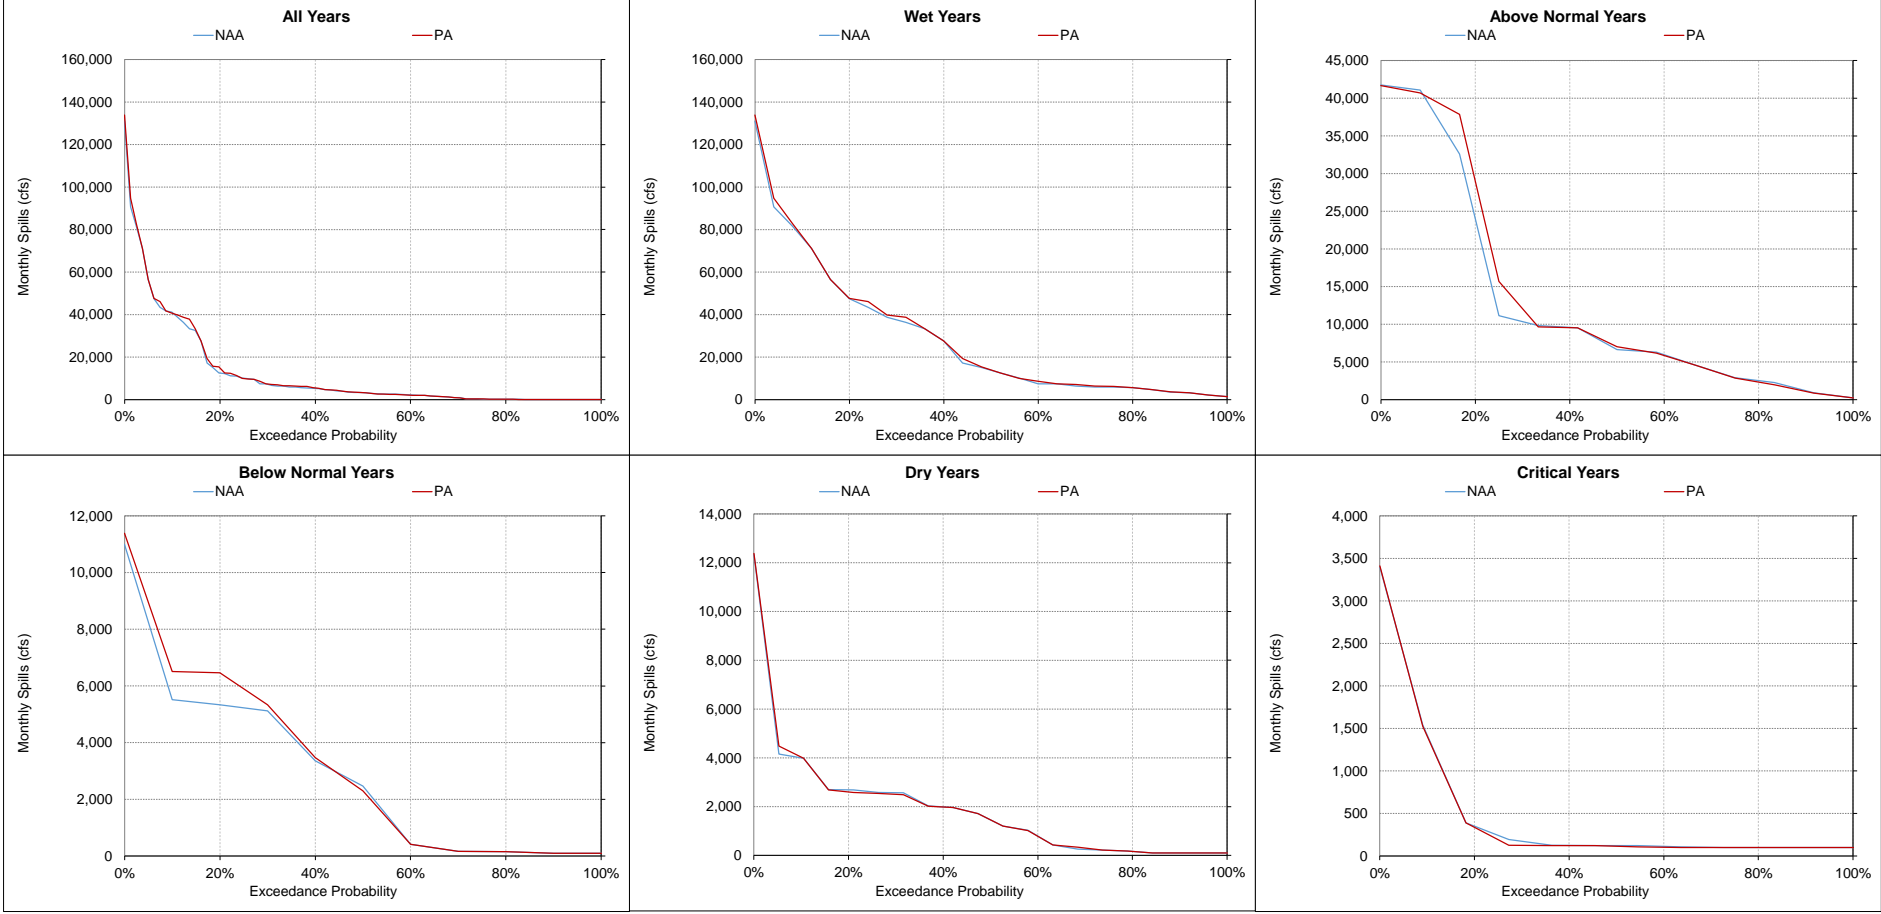 All Years
NAA PA
160,000
140,000
120,000
100,000
80,000
60,000
40,000
20,000
0
Monthly Spills (cfs)
0% 20% 40% 60% 80% 100%
Exceedance Probability
Wet Years
NAA PA
160,000
140,000
120,000
100,000
80,000
60,000
40,000
20,000
0
Monthly Spills (cfs)
0% 20% 40% 60% 80% 100%
Exceedance Probability
Above Normal Years
NAA PA
45,000
40,000
35,000
30,000
25,000
20,000
15,000
10,000
5,000
0
Monthly Spills (cfs)
0% 20% 40% 60% 80% 100%
Exceedance Probability
Below Normal Years
NAA PA
12,000
10,000
8,000
6,000
4,000
2,000
0
Monthly Spills (cfs)
0% 20% 40% 60% 80% 100%
Exceedance Probability
Dry Years
NAA PA
14,000
12,000
10,000
8,000
6,000
4,000
2,000
0
Monthly Spills (cfs)
0% 20% 40% 60% 80% 100%
Exceedance Probability
Critical Years
NAA PA
4,000
3,500
3,000
2,500
2,000
1,500
1,000
500
0
Monthly Spills (cfs)
0% 20% 40% 60% 80% 100%
Exceedance Probability